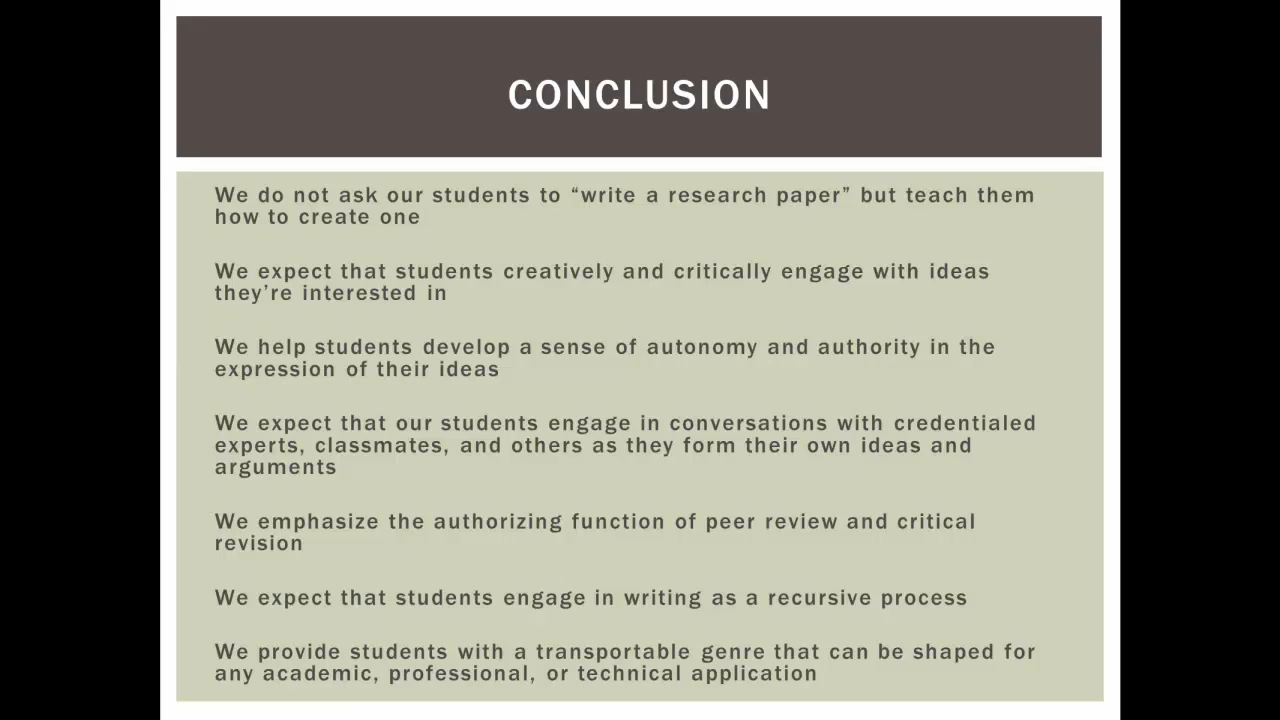 CONCLUSION
We do not ask our students to “write a research paper” but teach them
how to create one
We expect that students creatively and critically engage with ideas
they’re interested in
We help students develop a sense of autonomy and authority in the
expression of their ideas
We expect that our students engage in conversations with credentialed
experts, classmates, and others as they form their own ideas and
arguments
We emphasize the authorizing function of peer review and critical
revision
We expect that students engage in writing as a recursive process
We provide students with a transportable genre that can be shaped for
any academic, professional, or technical application